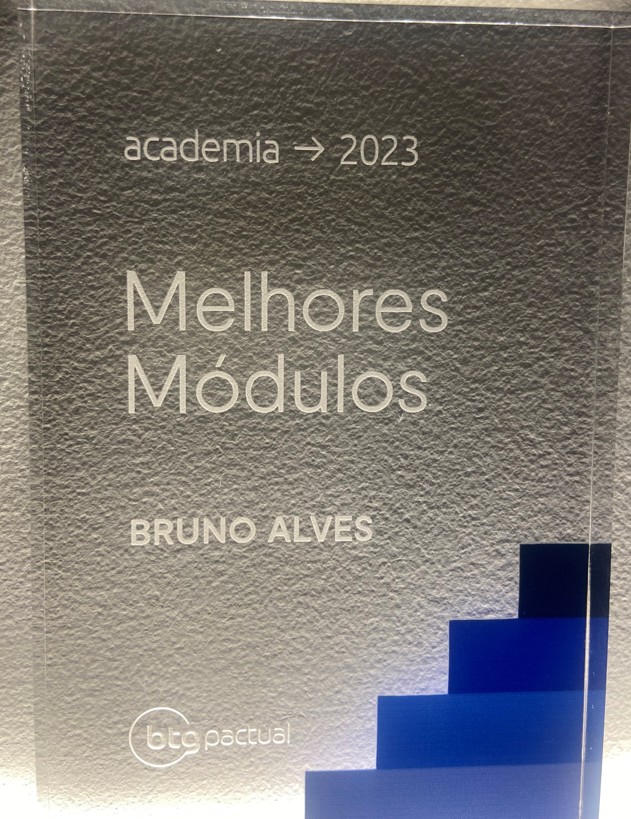 academia → 2023
Melhores
Módulos
BRUNO ALVES
btg pactual